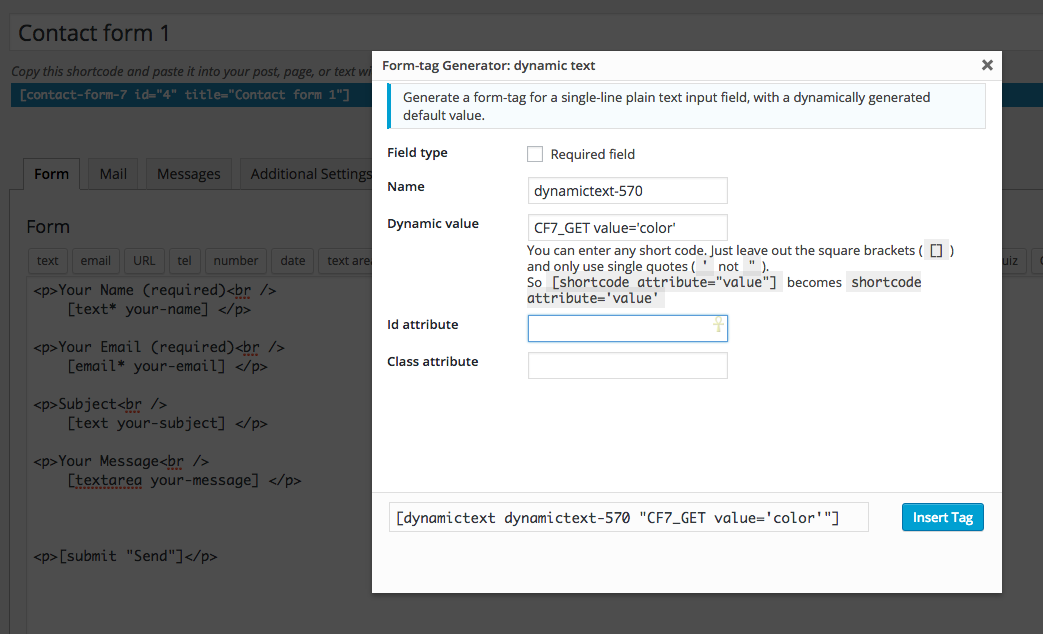 Contact form 1
Copy this shortcode and paste it into your post, page, or text wi
[contact-form-7 id="4" title="Contact form 1"]
Form
Mail
Messages
Additional Settings
Form
text
email
URL
tel
number
date
text area
uiz
<p>Your Name (required)<br />
[text* your-name] </p>
<p>Your Email (required)<br />
[email* your-email] </p>
<p>Subject<br />
[text your-subject] </p>
<p>Your Message<br />
[textarea your-message] </p>
<p>[submit "Send"]</p>
Form-tag Generator: dynamic text
Generate a form-tag for a single-line plain text input field, with a dynamically generated
default value.
Field type
Required field
Name
dynamictext-570
Dynamic value
CF7_GET value='color'
You can enter any short code. Just leave out the square brackets ( [] )
and only use single quotes ( ' not " ).
So [shortcode attribute="value"] becomes shortcode
attribute='value'
Id attribute
Class attribute
[dynamictext dynamictext-570 "CF7_GET value='color'"]
Insert Tag